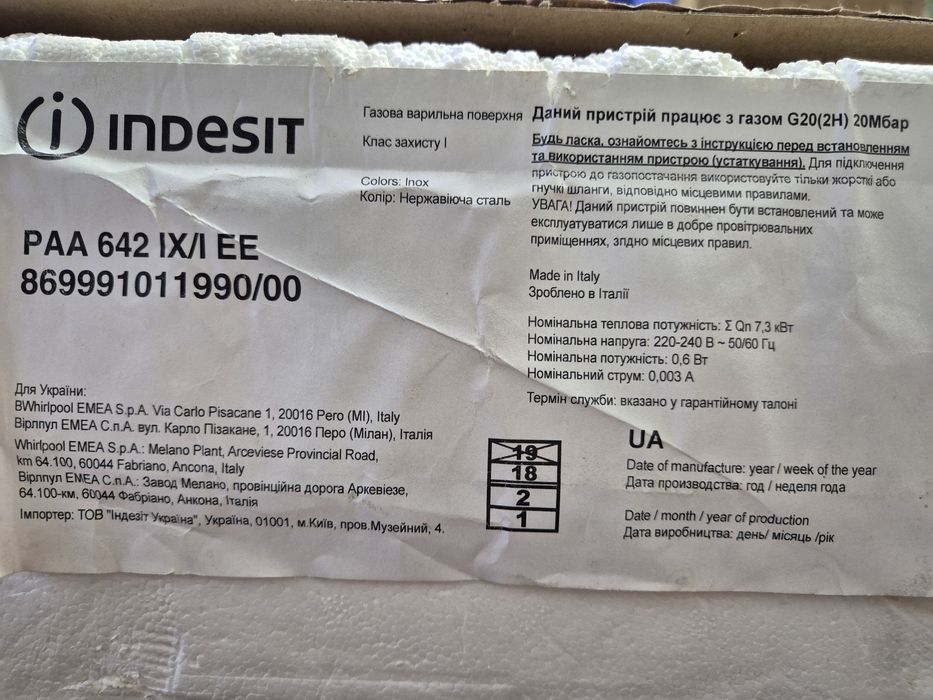 INDESIT
Газова варильна поверхня
Клас захисту I
Colors: Inox
Колір: Нержавіюча сталь
PAA 642 IX/I EE
869991011990/00
Даний пристрій працює з газом G20(2H) 20Мбар
Будь ласка, ознайомтесь з інструкцією перед встановленням
та використанням пристрою (устаткування). Для підключення
пристрою до газопостачання використовуйте тільки жорсткі або
гнучкі шланги, відповідно місцевими правилами.
УВАГА! Даний пристрій повинен бути встановлений та може
експлуатуватися лише в добре провітрювальних
приміщеннях, згідно місцевих правил.
Made in Italy
Зроблено в Італії
Номінальна теплова потужність: Σ Qn 7,3 кВт
Номінальна напруга: 220-240 В ~ 50/60 Гц
Номінальна потужність: 0,6 Вт
Номінальний струм: 0,003 А
Термін служби: вказано у гарантійному талоні
Для України:
BWhirlpool EMEA S.p.A. Via Carlo Pisacane 1, 20016 Pero (MI), Italy
Вірлпул ЕМЕА С.п.А. вул. Карло Пізакане, 1, 20016 Перо (Мілан), Італія
Whirlpool EMEA S.p.A.: Melano Plant, Arceviese Provincial Road,
km 64.100, 60044 Fabriano, Ancona, Italy
Вірлпул ЕМЕА С.п.А.: Завод Мелано, провінційна дорога Аркевіезе,
64.100-км, 60044 Фабріано, Анкона, Італія
Імпортер: ТОВ "Індезіт Україна", Україна, 01001, м.Київ, пров.Музейний, 4.
19
18
2
1
UA
Date of manufacture: year / week of the year
Дата производства: год / неделя года
Date / month / year of production
Дата виробництва: день/ місяць /рік